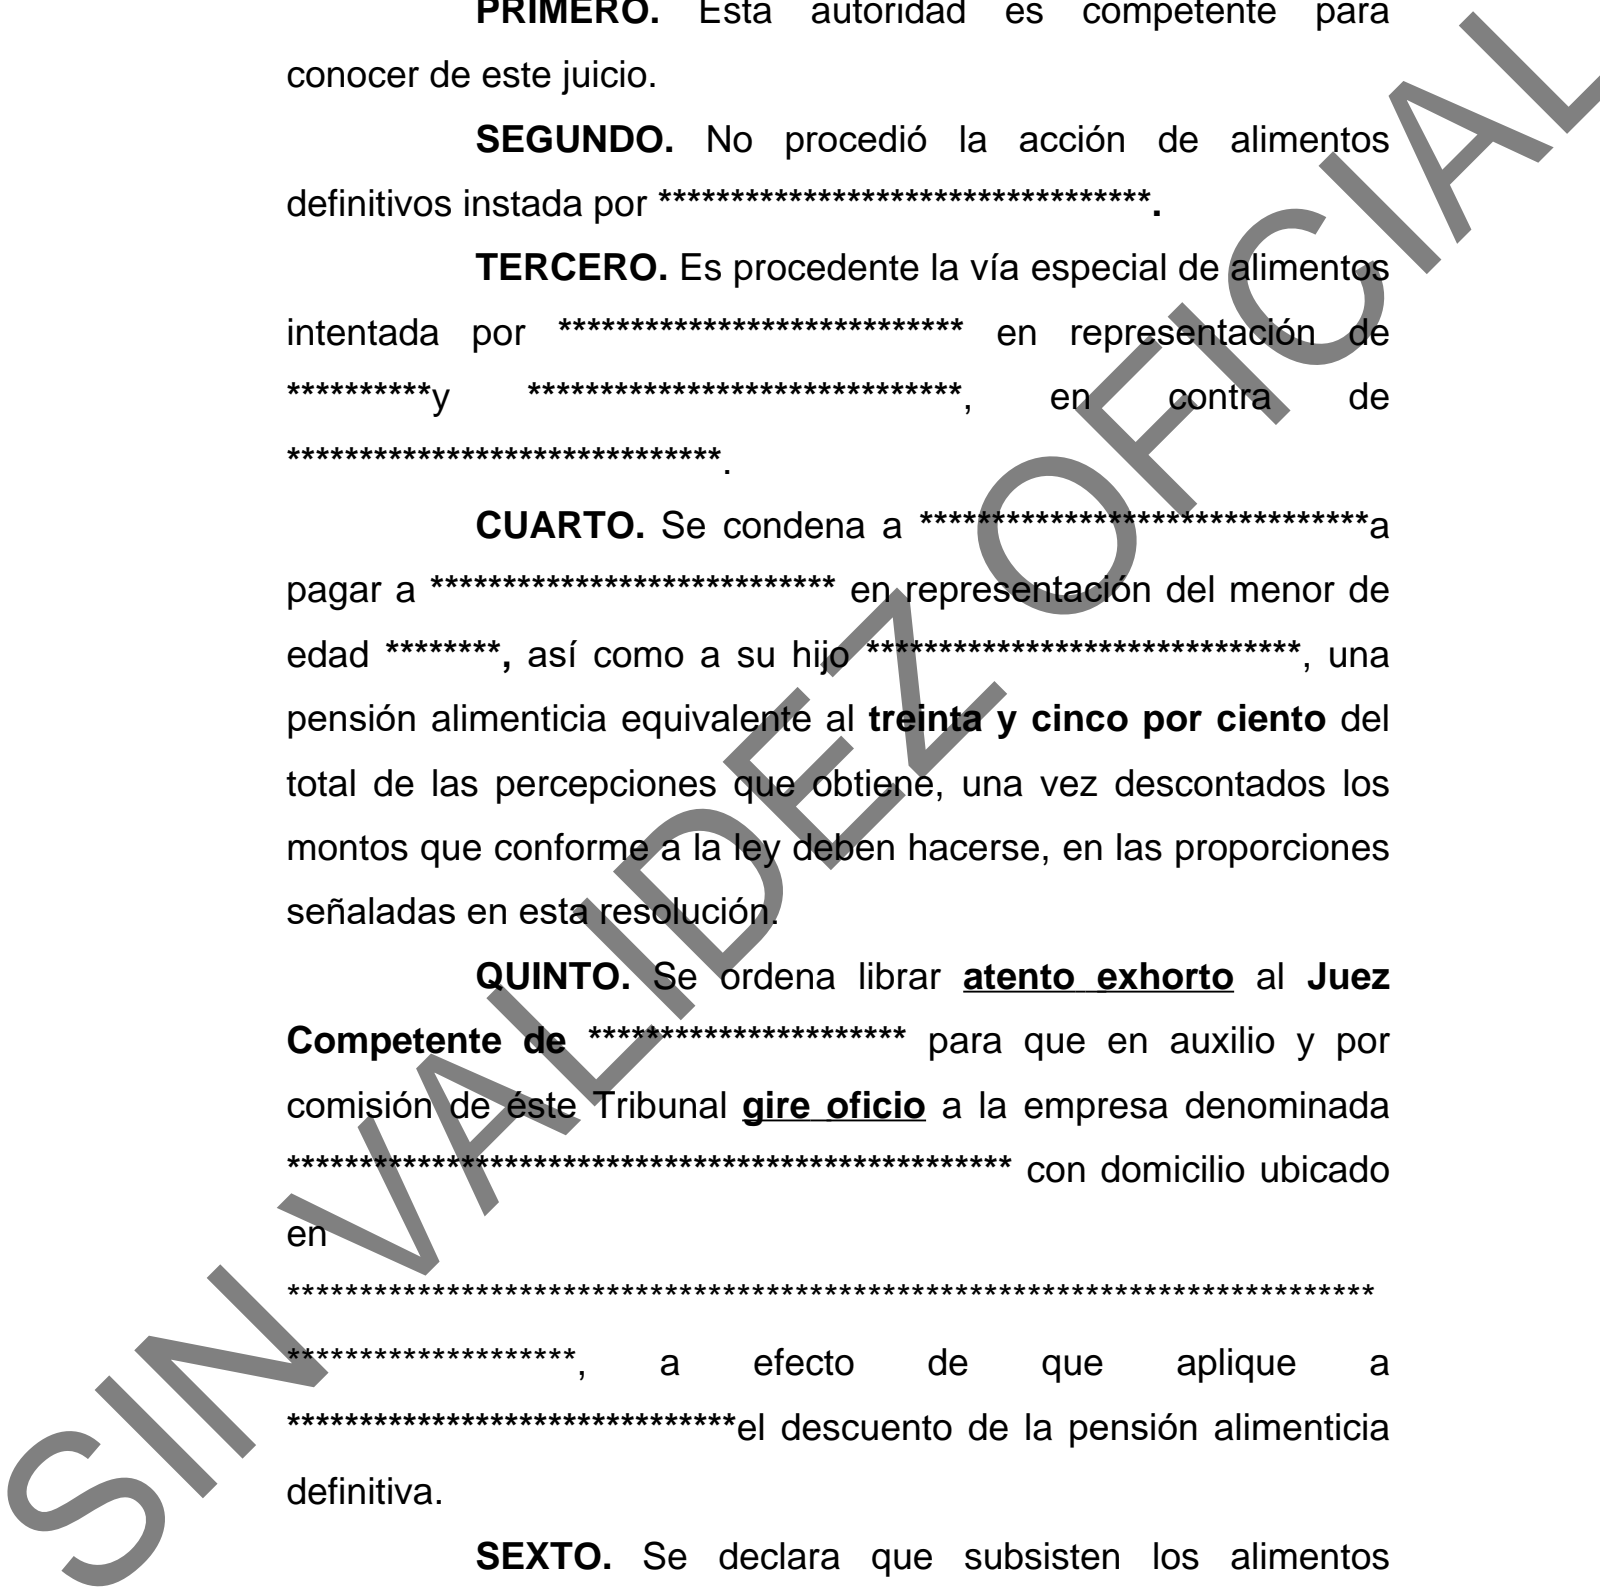 PRIMERO. Esta autoridad es competente para
conocer de este juicio.
SEGUNDO. No procedió la acción de alimentos
definitivos instada por **********************************.
TERCERO. Es procedente la vía especial de alimentos
intentada por **************************** en representación de
**********y ******************************, en contra de
******************************.
CUARTO. Se condena a *******************************a
pagar a **************************** en representación del menor de
edad ********, así como a su hijo ******************************, una
pensión alimenticia equivalente al treinta y cinco por ciento del
total de las percepciones que obtiene, una vez descontados los
montos que conforme a la ley deben hacerse, en las proporciones
señaladas en esta resolución.
QUINTO. Se ordena librar atento exhorto al Juez
Competente de ********************** para que en auxilio y por
comisión de éste Tribunal gire oficio a la empresa denominada
************************************************** con domicilio ubicado
en
***************************************************************************
********************, a efecto de que aplique a
*******************************el descuento de la pensión alimenticia
definitiva.
SEXTO. Se declara que subsisten los alimentos
SIN VALIDEZ OFICIAL